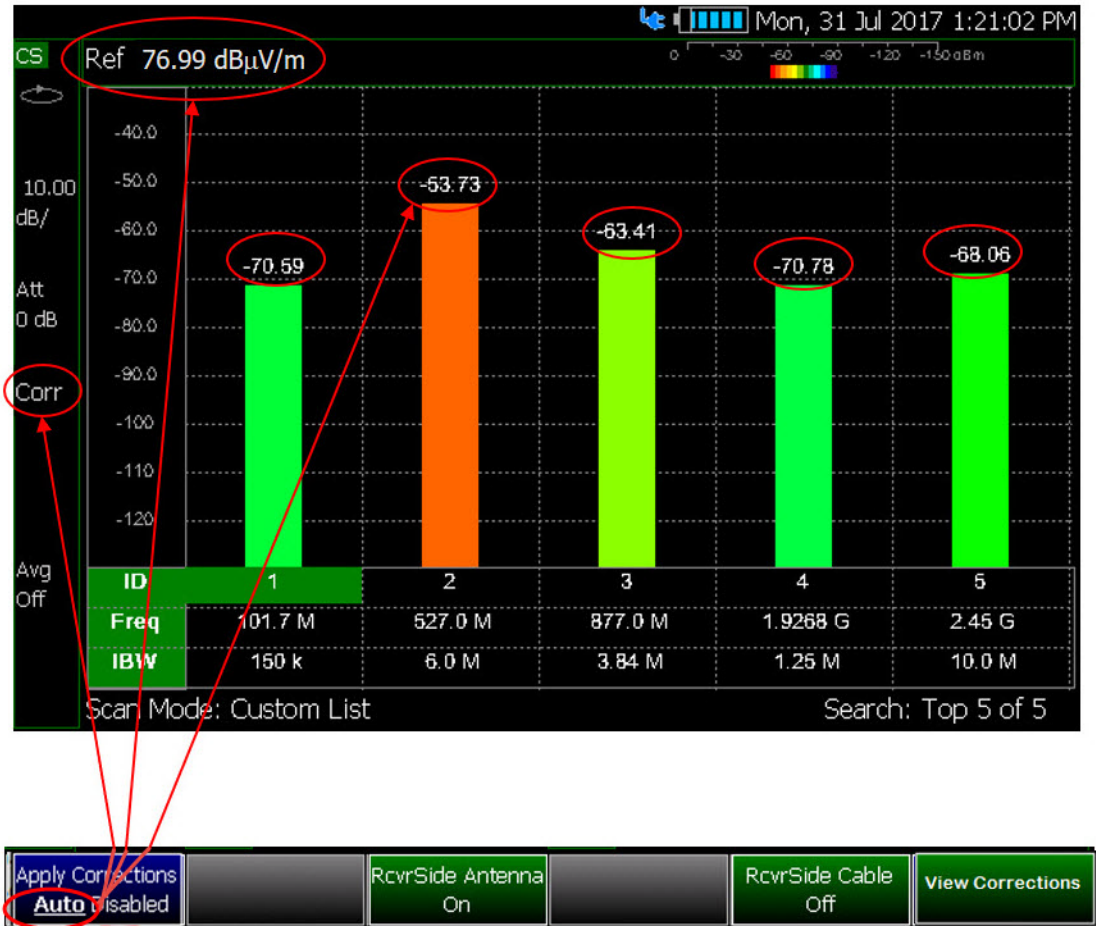 Mon, 31 Jul 2017 1:21:02 PM
CS
Ref 76.99 dBµV/m
0 -30 -60 -90 -120 -150 dBm
10.00
dB/
Att
0 dB
Corr
Avg
Off
-40.0
-50.0
-60.0
-70.0
-80.0
-90.0
-100
-110
-120
-70.59
-53.73
-63.41
-70.78
-68.06
ID 1 2 3 4 5
Freq 101.7 M 527.0 M 877.0 M 1.9268 G 2.45 G
IBW 150 k 6.0 M 3.84 M 1.25 M 10.0 M
Scan Mode: Custom List Search: Top 5 of 5
Apply Corrections
Auto Disabled
RcvrSide Antenna
On
RcvrSide Cable
Off
View Corrections